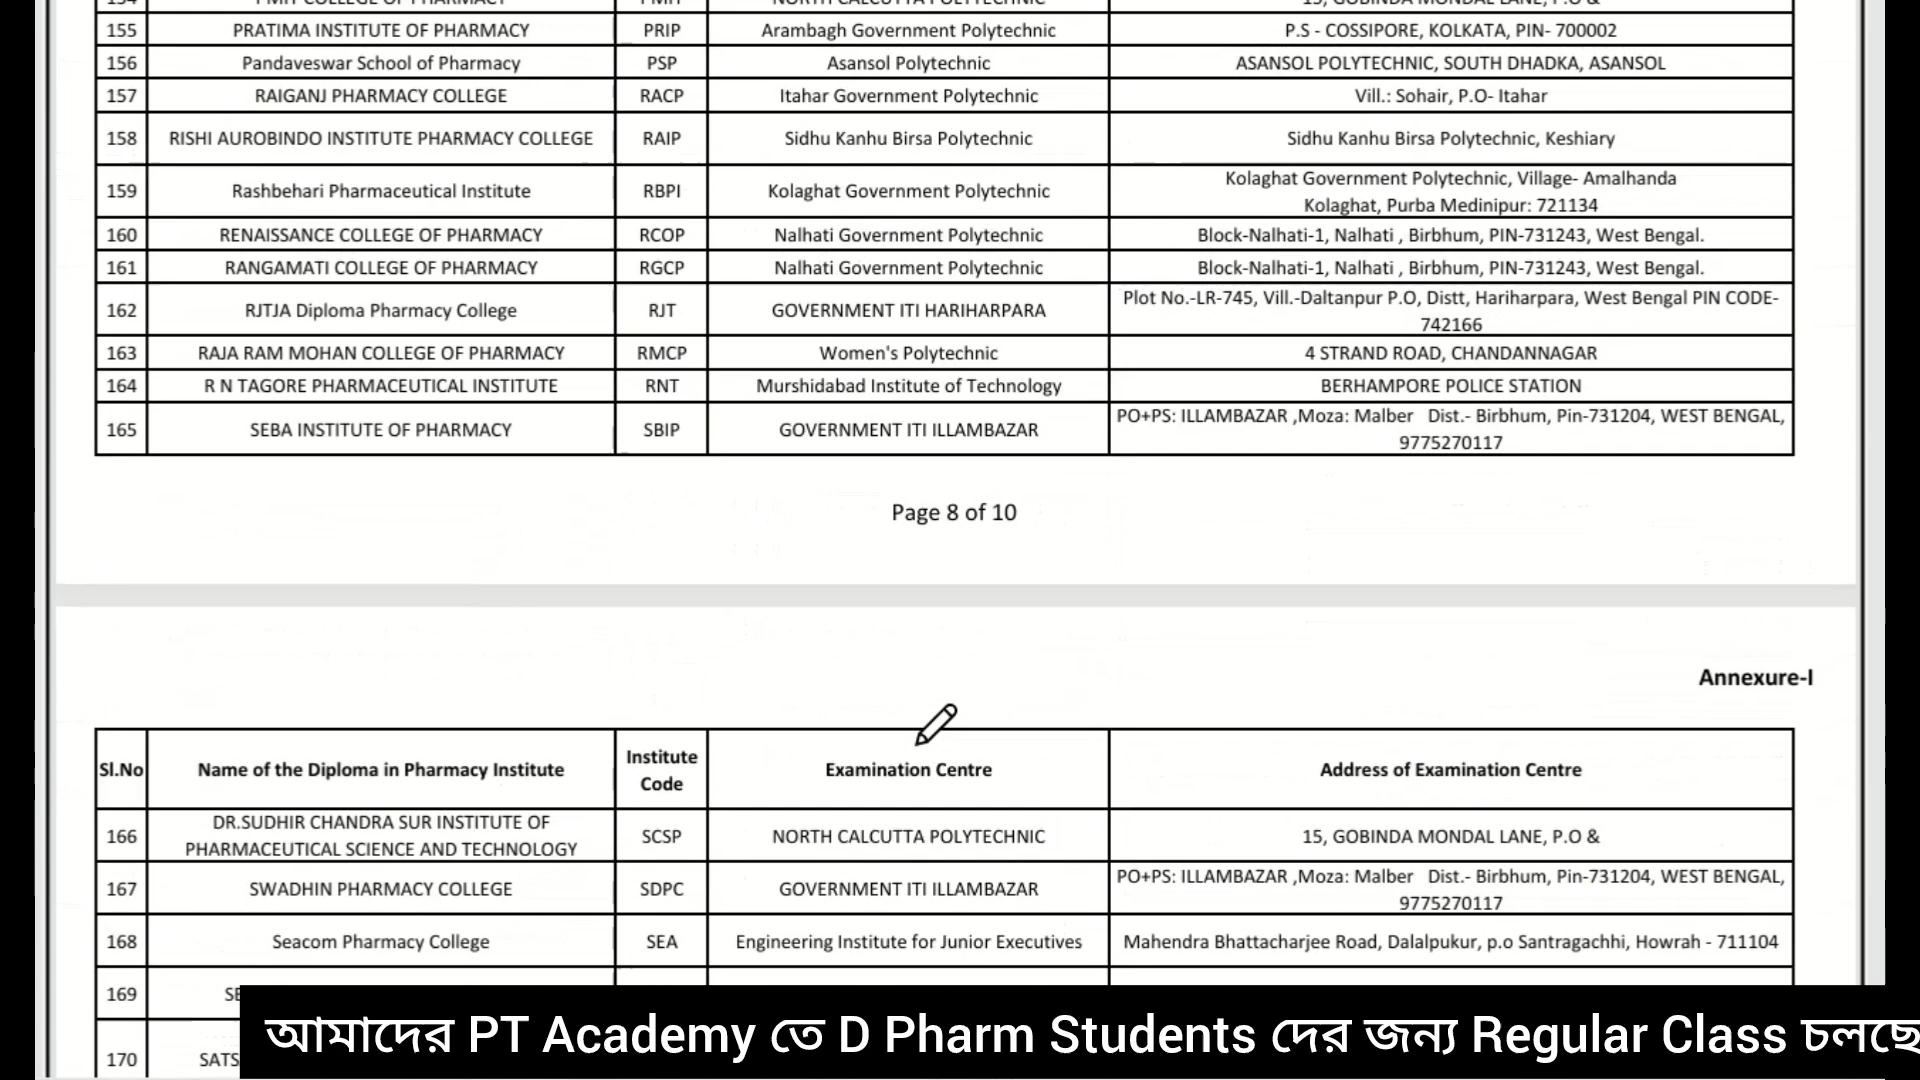 155 PRATIMA INSTITUTE OF PHARMACY PRIP Arambagh Government Polytechnic P.S - COSSIPORE, KOLKATA, PIN- 700002
156 Pandaveswar School of Pharmacy PSP Asansol Polytechnic ASANSOL POLYTECHNIC, SOUTH DHADKA, ASANSOL
157 RAIGANJ PHARMACY COLLEGE RACP Itahar Government Polytechnic Vill.: Sohair, P.O- Itahar
158 RISHI AUROBINDO INSTITUTE PHARMACY COLLEGE RAIP Sidhu Kanhu Birsa Polytechnic Sidhu Kanhu Birsa Polytechnic, Keshiary
159 Rashbehari Pharmaceutical Institute RBPI Kolaghat Government Polytechnic Kolaghat Government Polytechnic, Village- Amalhanda
Kolaghat, Purba Medinipur: 721134
160 RENAISSANCE COLLEGE OF PHARMACY RCOP Nalhati Government Polytechnic Block-Nalhati-1, Nalhati , Birbhum, PIN-731243, West Bengal.
161 RANGAMATI COLLEGE OF PHARMACY RGCP Nalhati Government Polytechnic Block-Nalhati-1, Nalhati , Birbhum, PIN-731243, West Bengal.
162 RJTJA Diploma Pharmacy College RJT GOVERNMENT ITI HARIHARPARA Plot No.-LR-745, Vill.-Daltanpur P.O, Distt, Hariharpara, West Bengal PIN CODE-
742166
163 RAJA RAM MOHAN COLLEGE OF PHARMACY RMCP Women's Polytechnic 4 STRAND ROAD, CHANDANNAGAR
164 R N TAGORE PHARMACEUTICAL INSTITUTE RNT Murshidabad Institute of Technology BERHAMPORE POLICE STATION
165 SEBA INSTITUTE OF PHARMACY SBIP GOVERNMENT ITI ILLAMBAZAR PO+PS: ILLAMBAZAR ,Moza: Malber Dist.- Birbhum, Pin-731204, WEST BENGAL,
9775270117
Page 8 of 10
Annexure-I
Sl.No Name of the Diploma in Pharmacy Institute Institute Code Examination Centre Address of Examination Centre
166 DR.SUDHIR CHANDRA SUR INSTITUTE OF
PHARMACEUTICAL SCIENCE AND TECHNOLOGY SCSP NORTH CALCUTTA POLYTECHNIC 15, GOBINDA MONDAL LANE, P.O &
167 SWADHIN PHARMACY COLLEGE SDPC GOVERNMENT ITI ILLAMBAZAR PO+PS: ILLAMBAZAR ,Moza: Malber Dist.- Birbhum, Pin-731204, WEST BENGAL,
9775270117
168 Seacom Pharmacy College SEA Engineering Institute for Junior Executives Mahendra Bhattacharjee Road, Dalalpukur, p.o Santragachhi, Howrah - 711104
169
170 SATS
আমাদের PT Academy তে D Pharm Students দের জন্য Regular Class চলছে